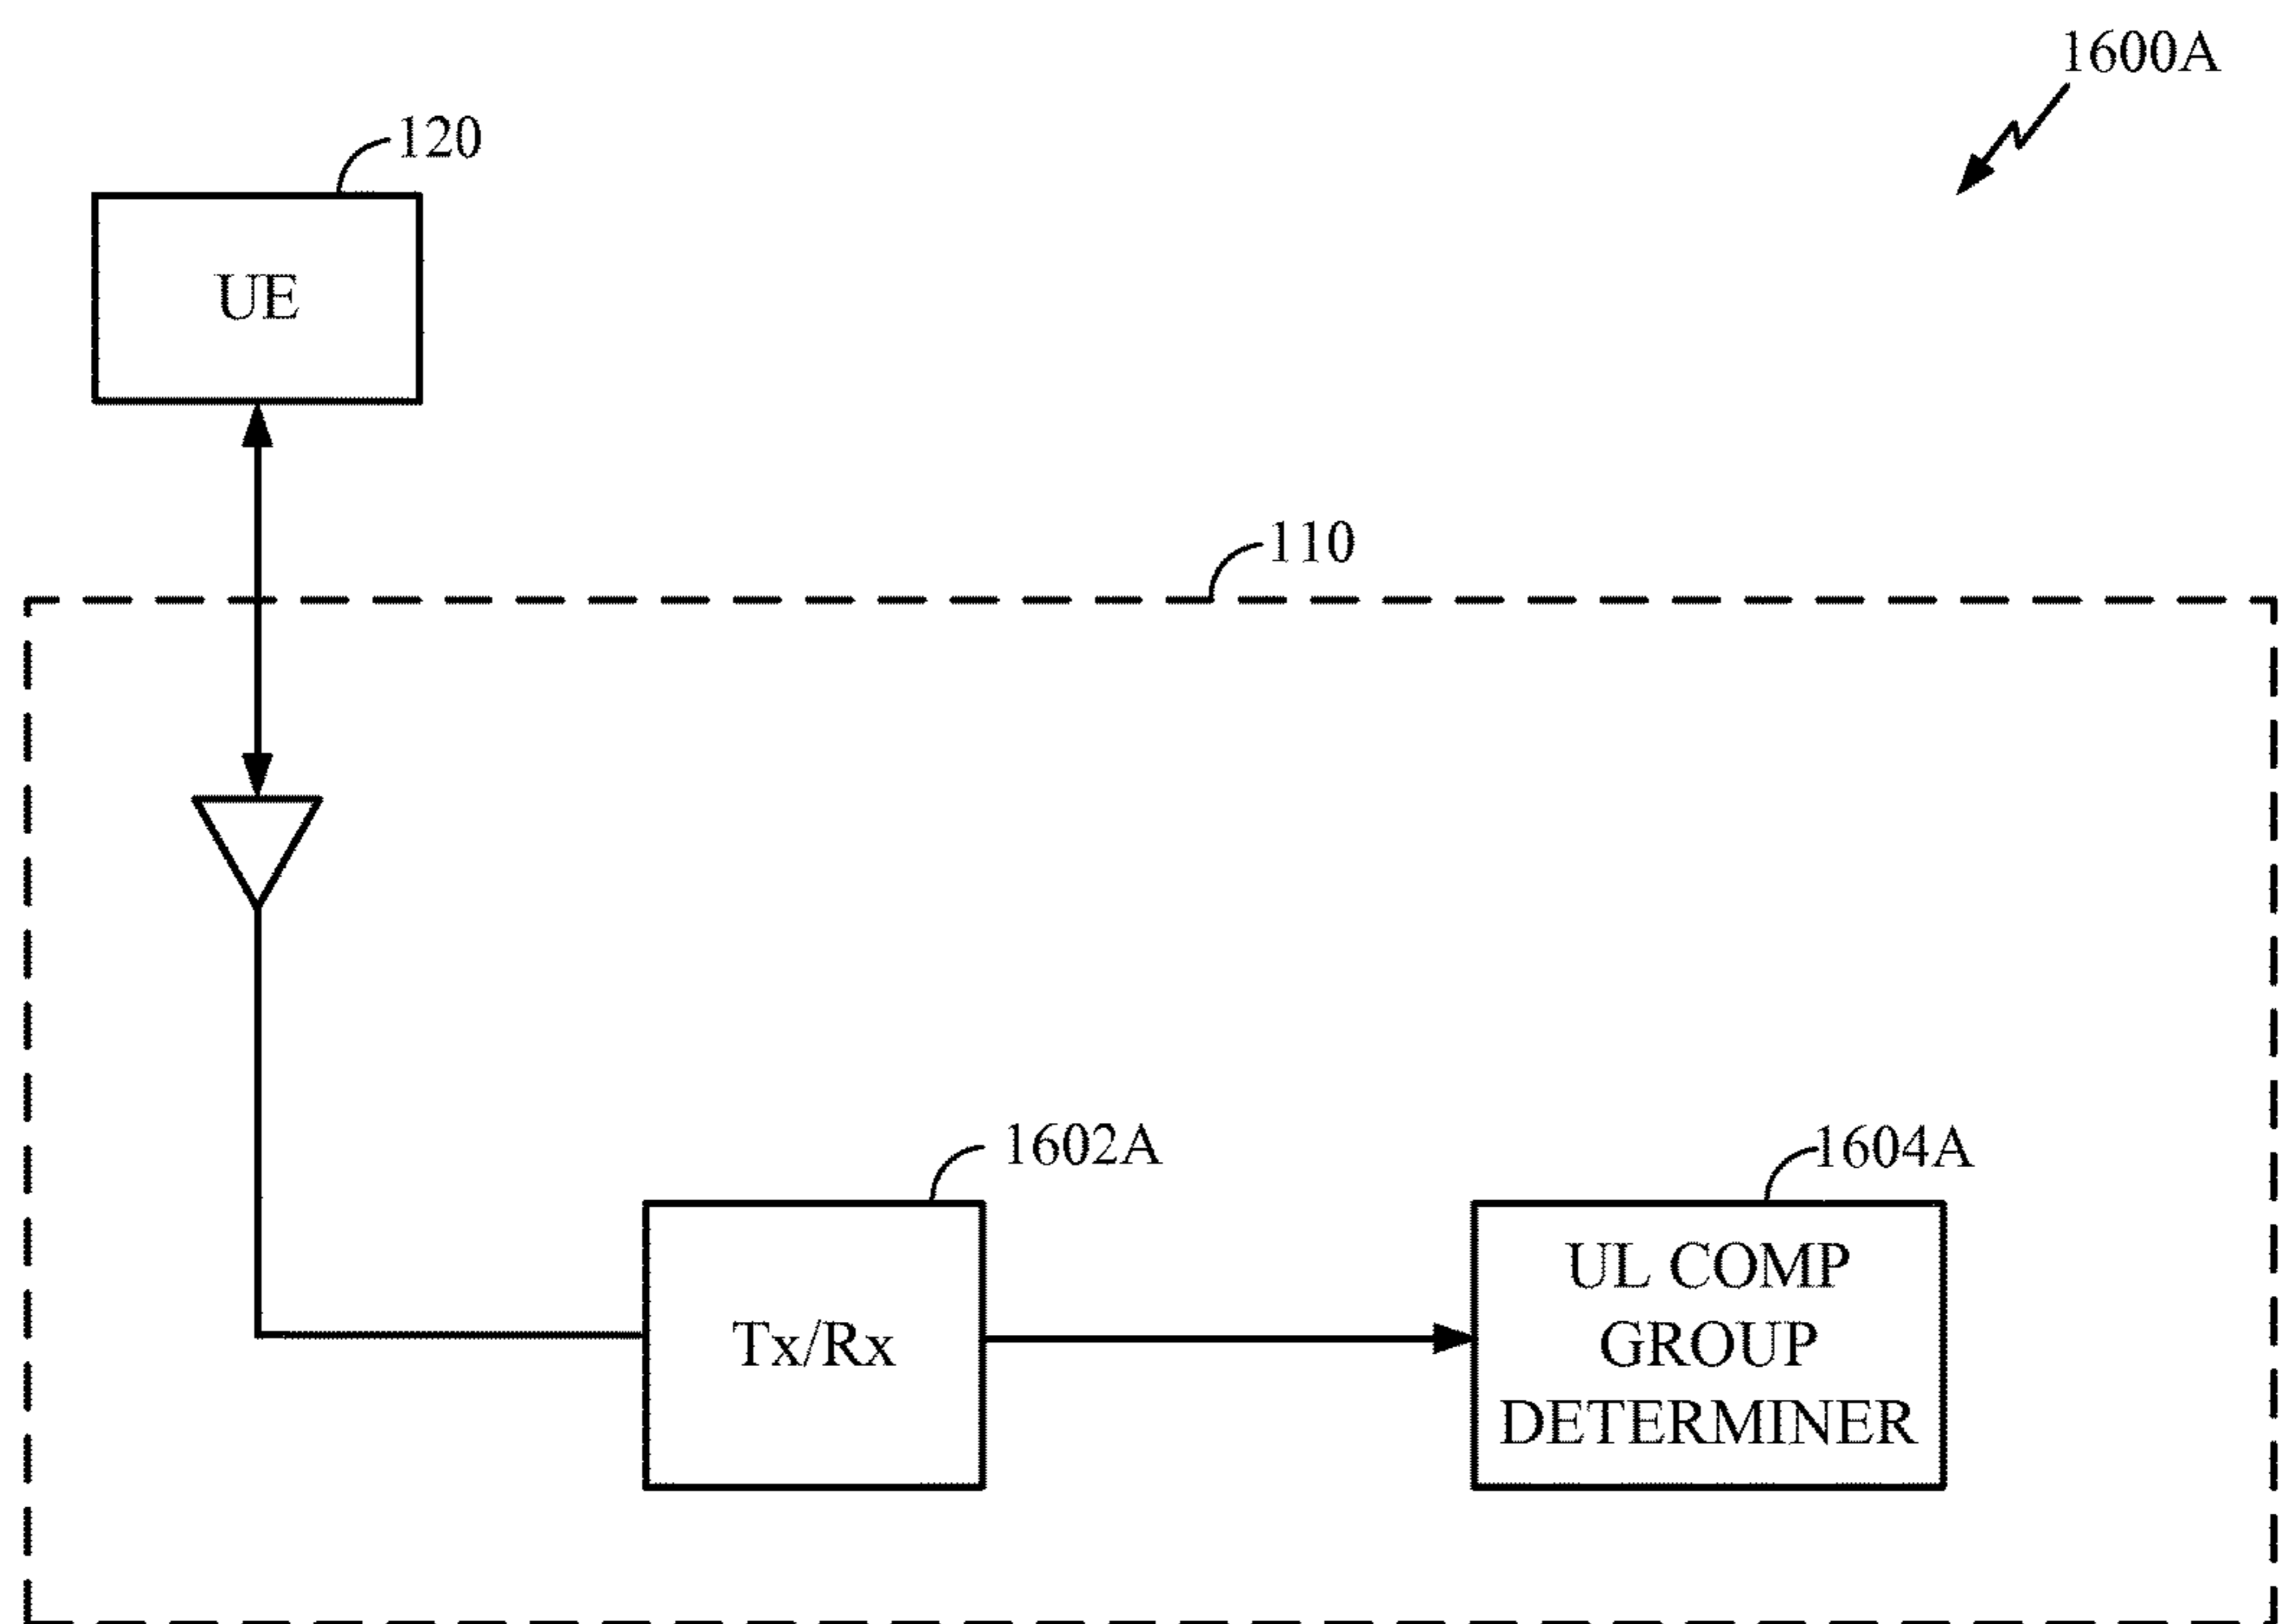 1600A
120
UE
110
1602A
1604A
Tx/Rx
UL COMP
GROUP
DETERMINER